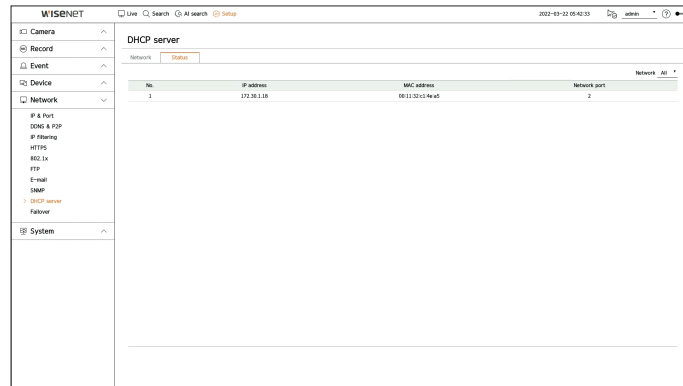 WISENET
Live Search AI search Setup
2022-03-22 05:42:33 admin ?
Camera
Record
Event
Device
Network
IP & Port
DDNS & P2P
IP filtering
HTTPS
802.1x
FTP
E-mail
SNMP
> DHCP server
Failover
System
DHCP server
Network Status
Network All
No. IP address MAC address Network port
1 172.30.1.18 00:11:32:c1:4e:a5 2